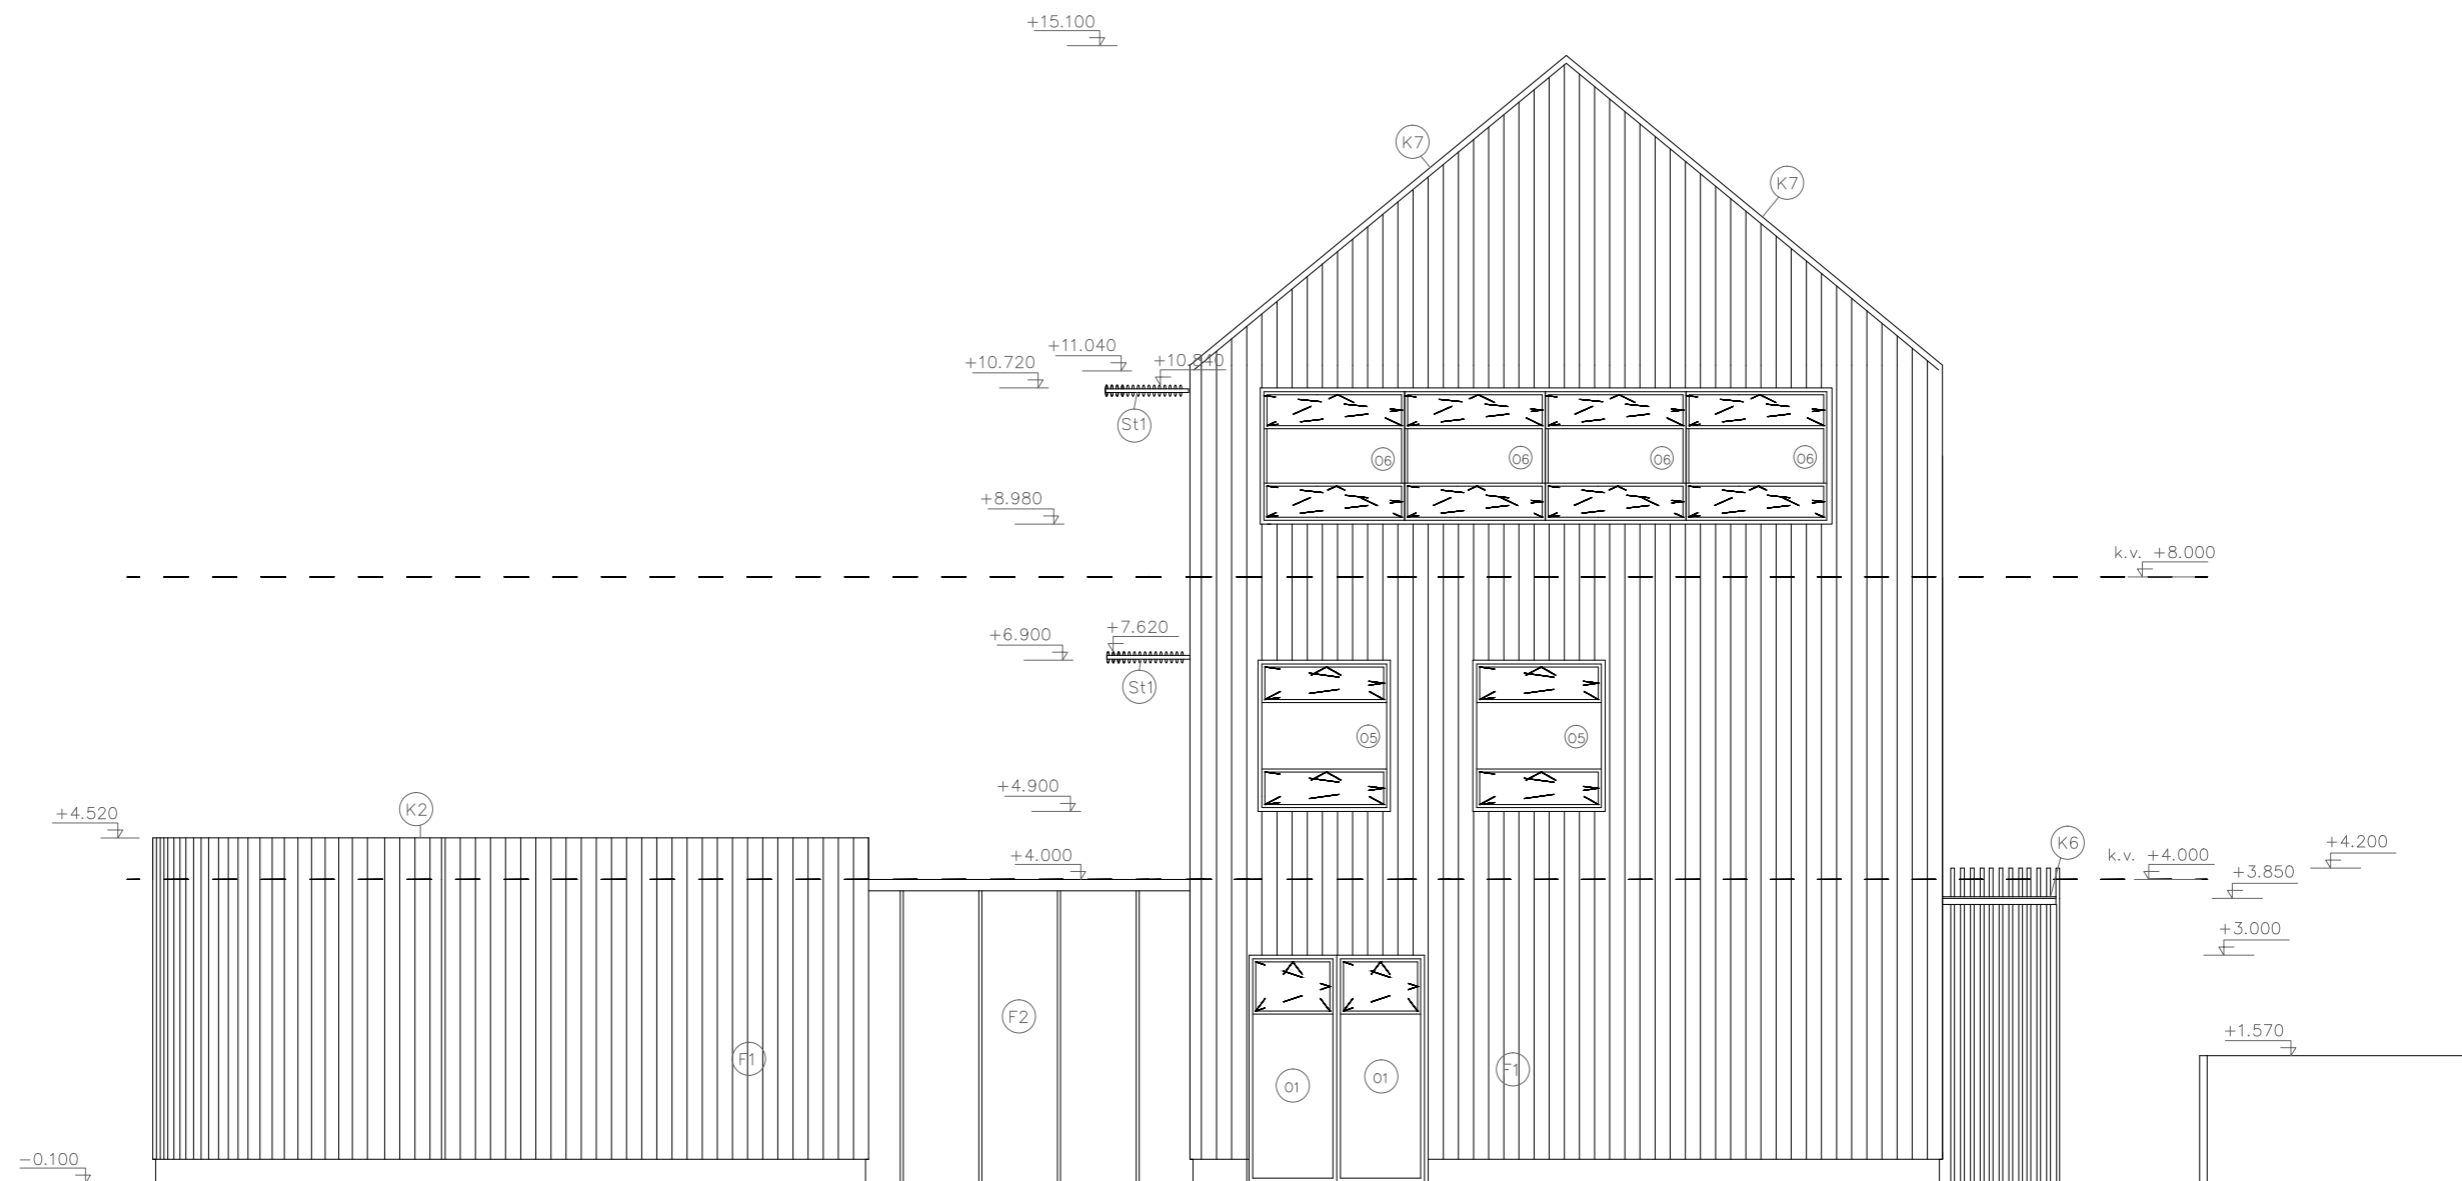 +15.100
K7
K7
+11.040
+10.720
+10.840
St1
06
06
06
06
+8.980
k.v. +8.000
+7.620
+6.900
St1
05
05
+4.900
K2
+4.520
+4.000
K6
k.v. +4.000
+4.200
+3.850
+3.000
F2
F1
F1
01
01
+1.570
-0.100